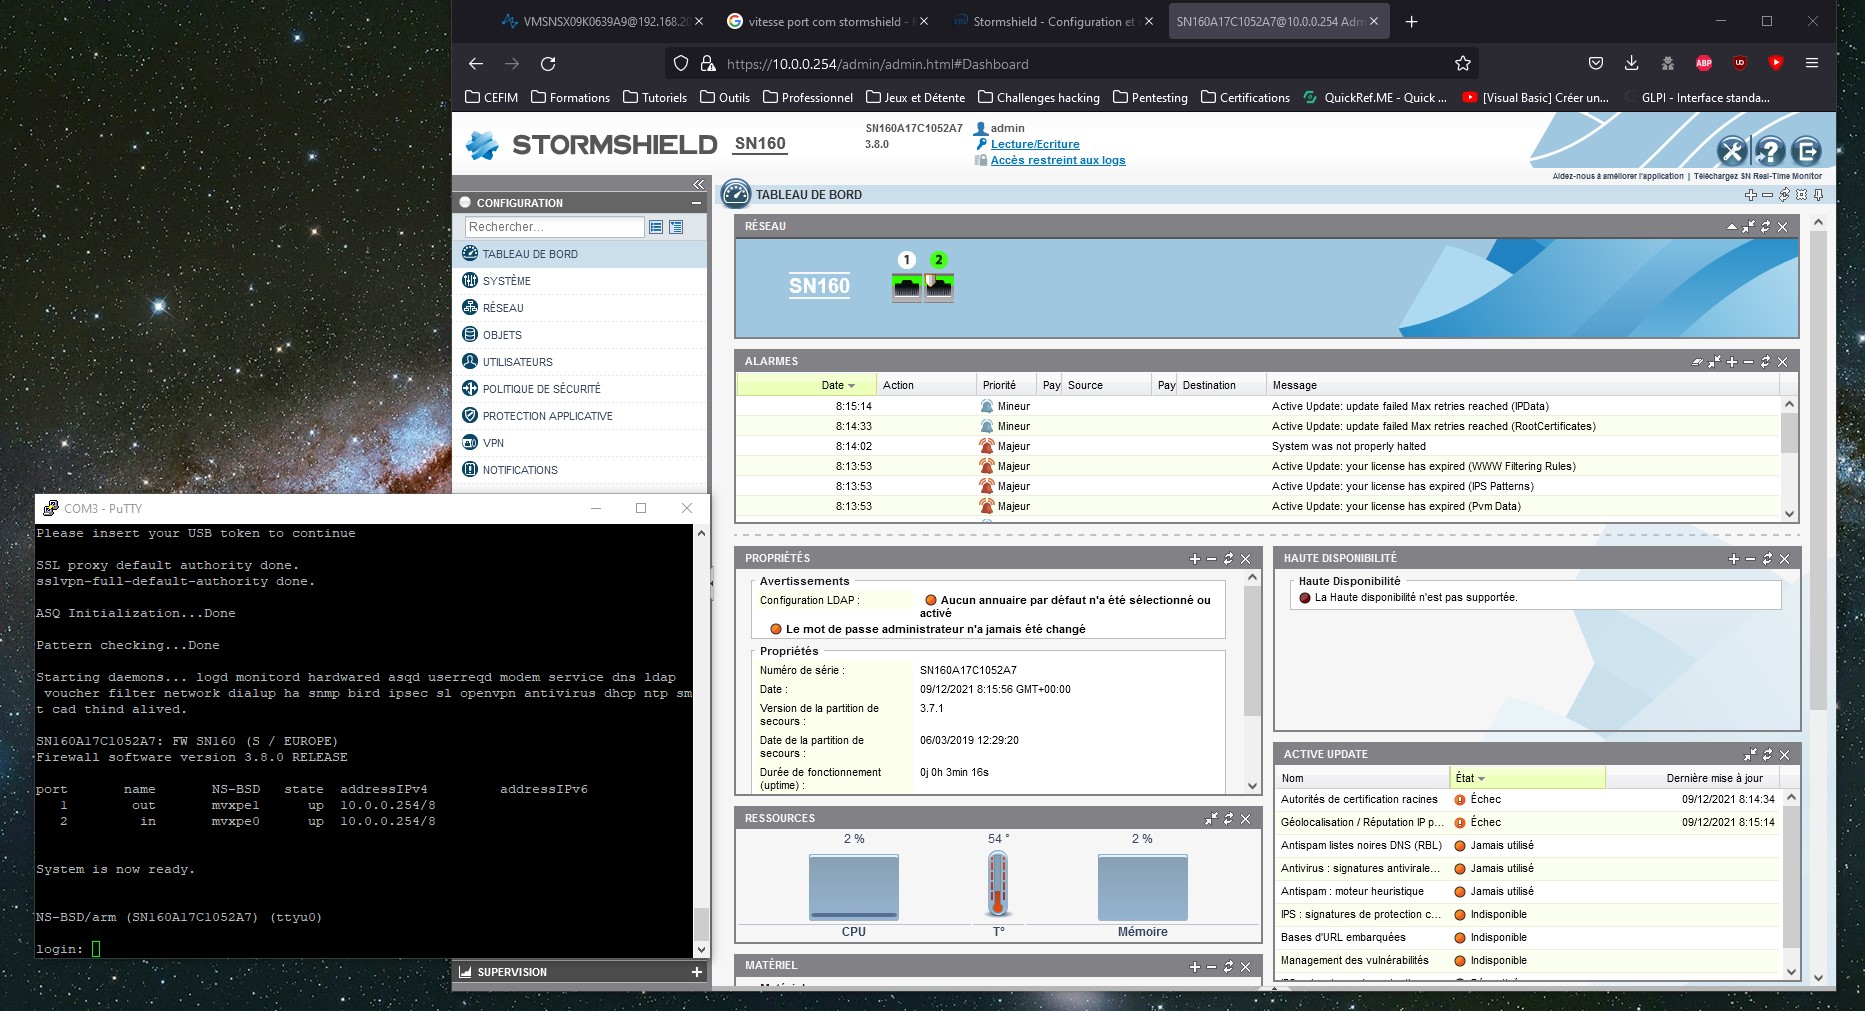 VMSNSX09K0639A9@192.168.20
vitesse port com stormshield -
Stormshield - Configuration et
SN160A17C1052A7@10.0.0.254 Adm
https://10.0.0.254/admin/admin.html#Dashboard
CEFIM
Formations
Tutoriels
Outils
Professionnel
Jeux et Détente
Challenges hacking
Pentesting
Certifications
QuickRef.ME - Quick ...
[Visual Basic] Créer un...
GLPI - Interface standa...
STORMSHIELD SN160
SN160A17C1052A7
3.8.0
admin
Lecture/Ecriture
Accès restreint aux logs
Aidez-nous à améliorer l'application | Téléchargez SN Real-Time Monitor
CONFIGURATION
Rechercher...
TABLEAU DE BORD
SYSTÈME
RÉSEAU
OBJETS
UTILISATEURS
POLITIQUE DE SÉCURITÉ
PROTECTION APPLICATIVE
VPN
NOTIFICATIONS
TABLEAU DE BORD
RÉSEAU
SN160
1 2
ALARMES
Date Action Priorité Pay Source Pay Destination Message
8:15:14 Mineur Active Update: update failed Max retries reached (IPData)
8:14:33 Mineur Active Update: update failed Max retries reached (RootCertificates)
8:14:02 Majeur System was not properly halted
8:13:53 Majeur Active Update: your license has expired (WWW Filtering Rules)
8:13:53 Majeur Active Update: your license has expired (IPS Patterns)
8:13:53 Majeur Active Update: your license has expired (Pvm Data)
PROPRIÉTÉS
Avertissements
Configuration LDAP : Aucun annuaire par défaut n'a été sélectionné ou
activé
Le mot de passe administrateur n'a jamais été changé
Propriétés
Numéro de série : SN160A17C1052A7
Date : 09/12/2021 8:15:56 GMT+00:00
Version de la partition de secours : 3.7.1
Date de la partition de secours : 06/03/2019 12:29:20
Durée de fonctionnement (uptime) : 0j 0h 3min 16s
HAUTE DISPONIBILITÉ
Haute Disponibilité
La Haute disponibilité n'est pas supportée.
RESSOURCES
2 % 54 ° 2 %
CPU T° Mémoire
MATÉRIEL
ACTIVE UPDATE
Nom État Dernière mise à jour
Autorités de certification racines Échec 09/12/2021 8:14:34
Géolocalisation / Réputation IP p... Échec 09/12/2021 8:15:14
Antispam listes noires DNS (RBL) Jamais utilisé
Antivirus : signatures antivirale... Jamais utilisé
Antispam : moteur heuristique Jamais utilisé
IPS : signatures de protection c... Indisponible
Bases d'URL embarquées Indisponible
Management des vulnérabilités Indisponible
COM3 - PuTTY
Please insert your USB token to continue
SSL proxy default authority done.
sslvpn-full-default-authority done.
ASQ Initialization...Done
Pattern checking...Done
Starting daemons... logd monitord hardwared asqd userreqd modem service dns ldap
voucher filter network dialup ha snmp bird ipsec sl openvpn antivirus dhcp ntp sm
t cad thind alived.
SN160A17C1052A7: FW SN160 (S / EUROPE)
Firewall software version 3.8.0 RELEASE
port name NS-BSD state addressIPv4 addressIPv6
1 out mvxpe1 up 10.0.0.254/8
2 in mvxpe0 up 10.0.0.254/8
System is now ready.
NS-BSD/arm (SN160A17C1052A7) (ttyu0)
login:
SUPERVISION